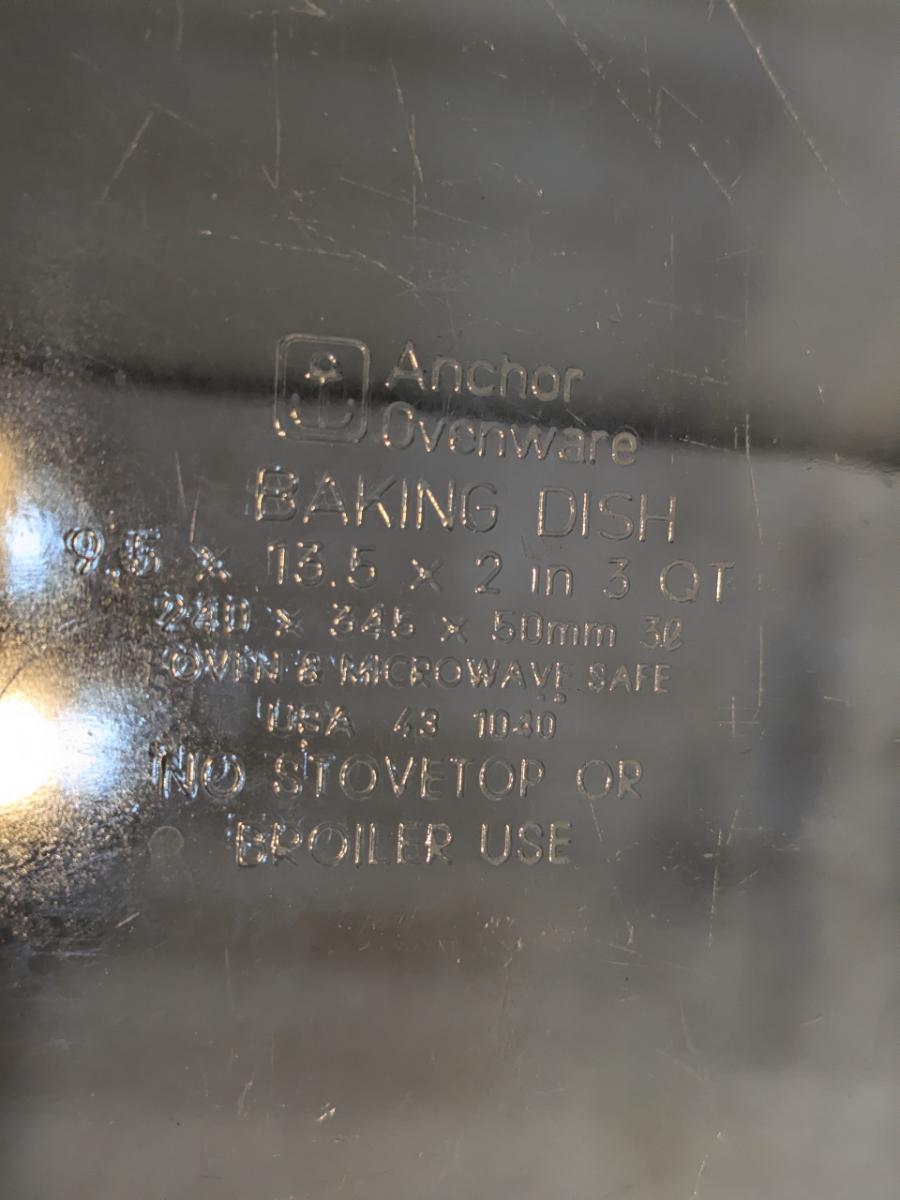 Anchor
Ovenware
BAKING DISH
9.5 x 13.5 x 2 in 3 QT
240 x 345 x 50mm 3ℓ
OVEN & MICROWAVE SAFE
USA 43 1040
NO STOVETOP OR
BROILER USE